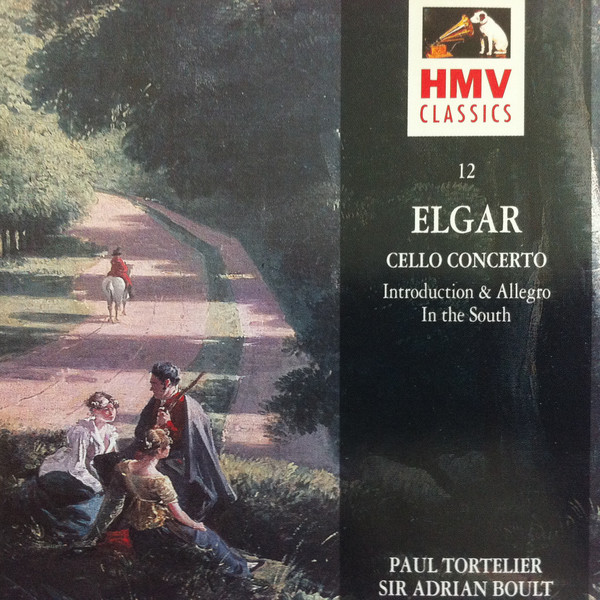 HMV
CLASSICS
12
ELGAR
CELLO CONCERTO
Introduction & Allegro
In the South
PAUL TORTELIER
SIR ADRIAN BOULT